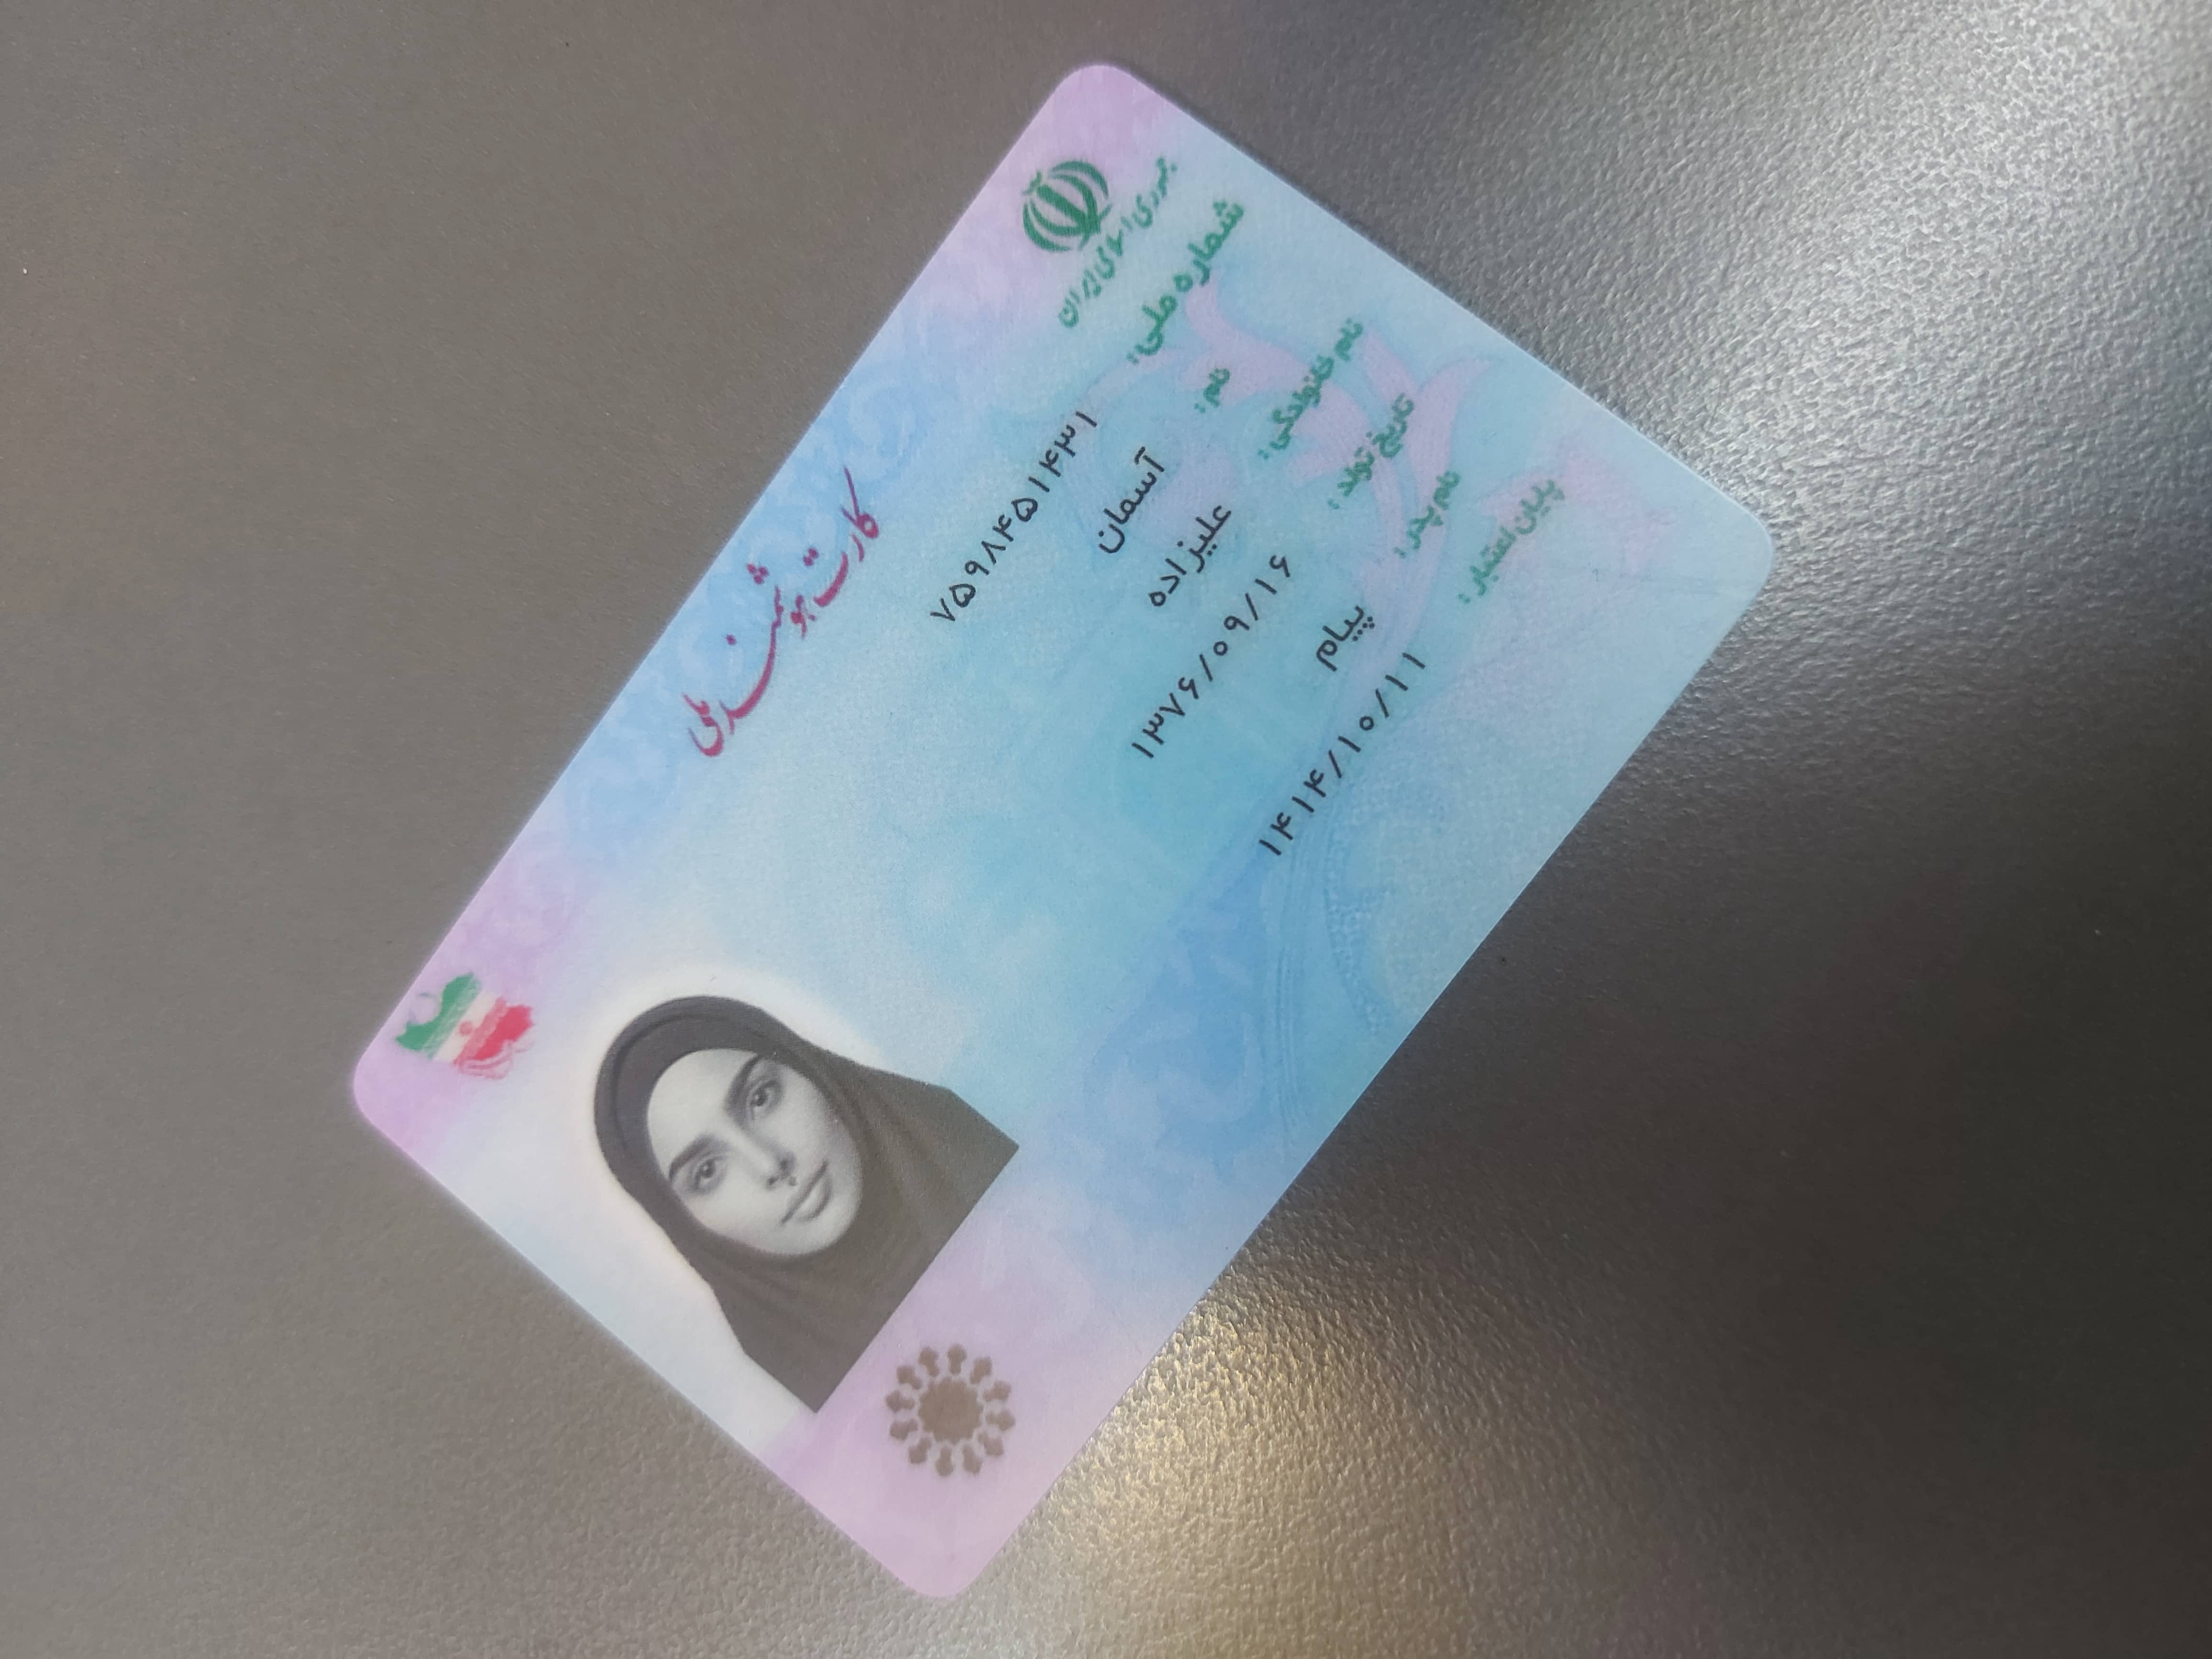 جمهوری اسلامی ایران
کارت هوشمند ملی
شماره ملی: ۷۵۹۸۴۵۱۴۳۱
نام: آسمان
نام خانوادگی: علیزاده
تاریخ تولد: ۱۳۷۶/۰۹/۱۶
نام پدر: پیام
پایان اعتبار: ۱۴۱۴/۱۰/۱۱